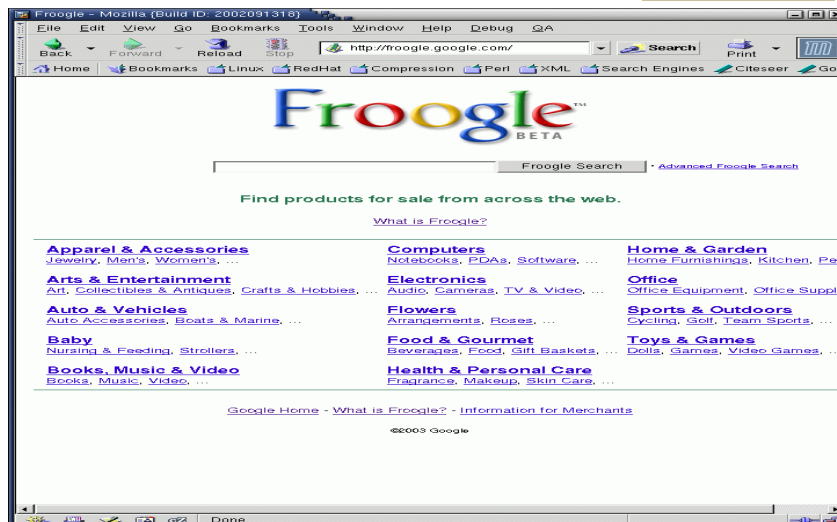 Froogle - Mozilla {Build ID: 2002091318}
File Edit View Go Bookmarks Tools Window Help Debug QA
Back Forward Reload Stop http://froogle.google.com/ Search Print
Home Bookmarks Linux RedHat Compression Perl XML Search Engines Citeseer Go
Froogle™
BETA
Froogle Search • Advanced Froogle Search
Find products for sale from across the web.
What is Froogle?
Apparel & Accessories
Jewelry, Men's, Women's, ...
Arts & Entertainment
Art, Collectibles & Antiques, Crafts & Hobbies, ...
Auto & Vehicles
Auto Accessories, Boats & Marine, ...
Baby
Nursing & Feeding, Strollers, ...
Books, Music & Video
Books, Music, Video, ...
Computers
Notebooks, PDAs, Software, ...
Electronics
Audio, Cameras, TV & Video, ...
Flowers
Arrangements, Roses, ...
Food & Gourmet
Beverages, Food, Gift Baskets, ...
Health & Personal Care
Fragrance, Makeup, Skin Care, ...
Home & Garden
Home Furnishings, Kitchen, Pe
Office
Office Equipment, Office Suppl
Sports & Outdoors
Cycling, Golf, Team Sports, ...
Toys & Games
Dolls, Games, Video Games, ...
Google Home - What is Froogle? - Information for Merchants
©2003 Google
Done